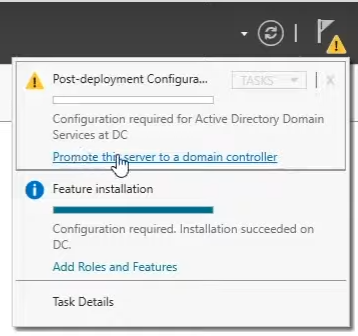 Post-deployment Configura...
TASKS
X
Configuration required for Active Directory Domain
Services at DC
Promote this server to a domain controller
Feature installation
Configuration required. Installation succeeded on
DC.
Add Roles and Features
Task Details